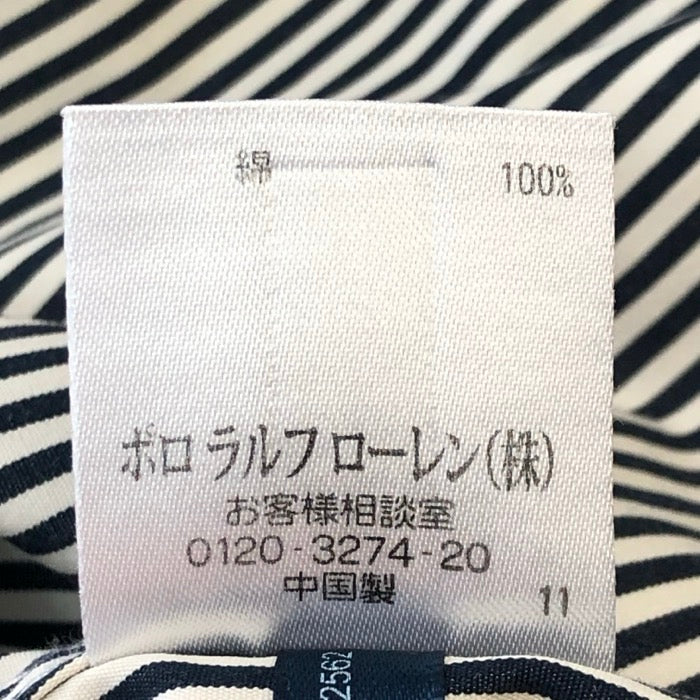 綿 100%
ポロ ラルフ ローレン(株)
お客様相談室
0120-3274-20
中国製
11
2562